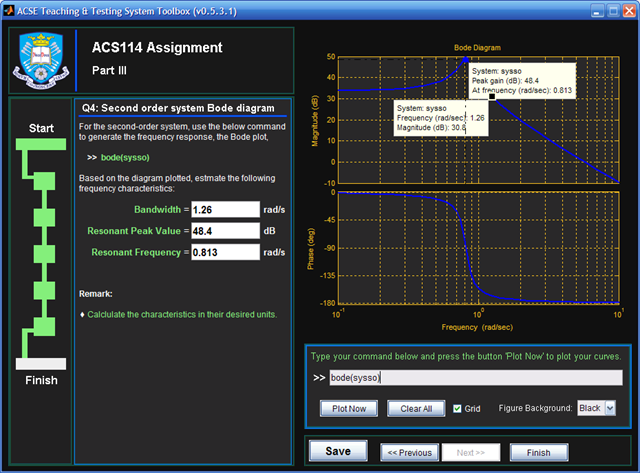 ACSE Teaching & Testing System Toolbox (v0.5.3.1)
ACS114 Assignment
Part III
Start
Finish
Q4: Second order system Bode diagram
For the second-order system, use the below command
to generate the frequency response, the Bode plot,
>> bode(sysso)
Based on the diagram plotted, estmate the following
frequency characteristics:
Bandwidth = 1.26 rad/s
Resonant Peak Value = 48.4 dB
Resonant Frequency = 0.813 rad/s
Remark:
♦ Calculate the characteristics in their desired units.
Bode Diagram
System: sysso
Peak gain (dB): 48.4
At frequency (rad/sec): 0.813
System: sysso
Frequency (rad/sec): 1.26
Magnitude (dB): 30.8
Magnitude (dB)
50
40
30
20
10
0
-10
Phase (deg)
0
-45
-90
-135
-180
10^-1
10^0
10^1
Frequency (rad/sec)
Type your command below and press the button 'Plot Now' to plot your curves.
>> bode(sysso)
Plot Now
Clear All
Grid
Figure Background:
Black
Save
<< Previous
Next >>
Finish